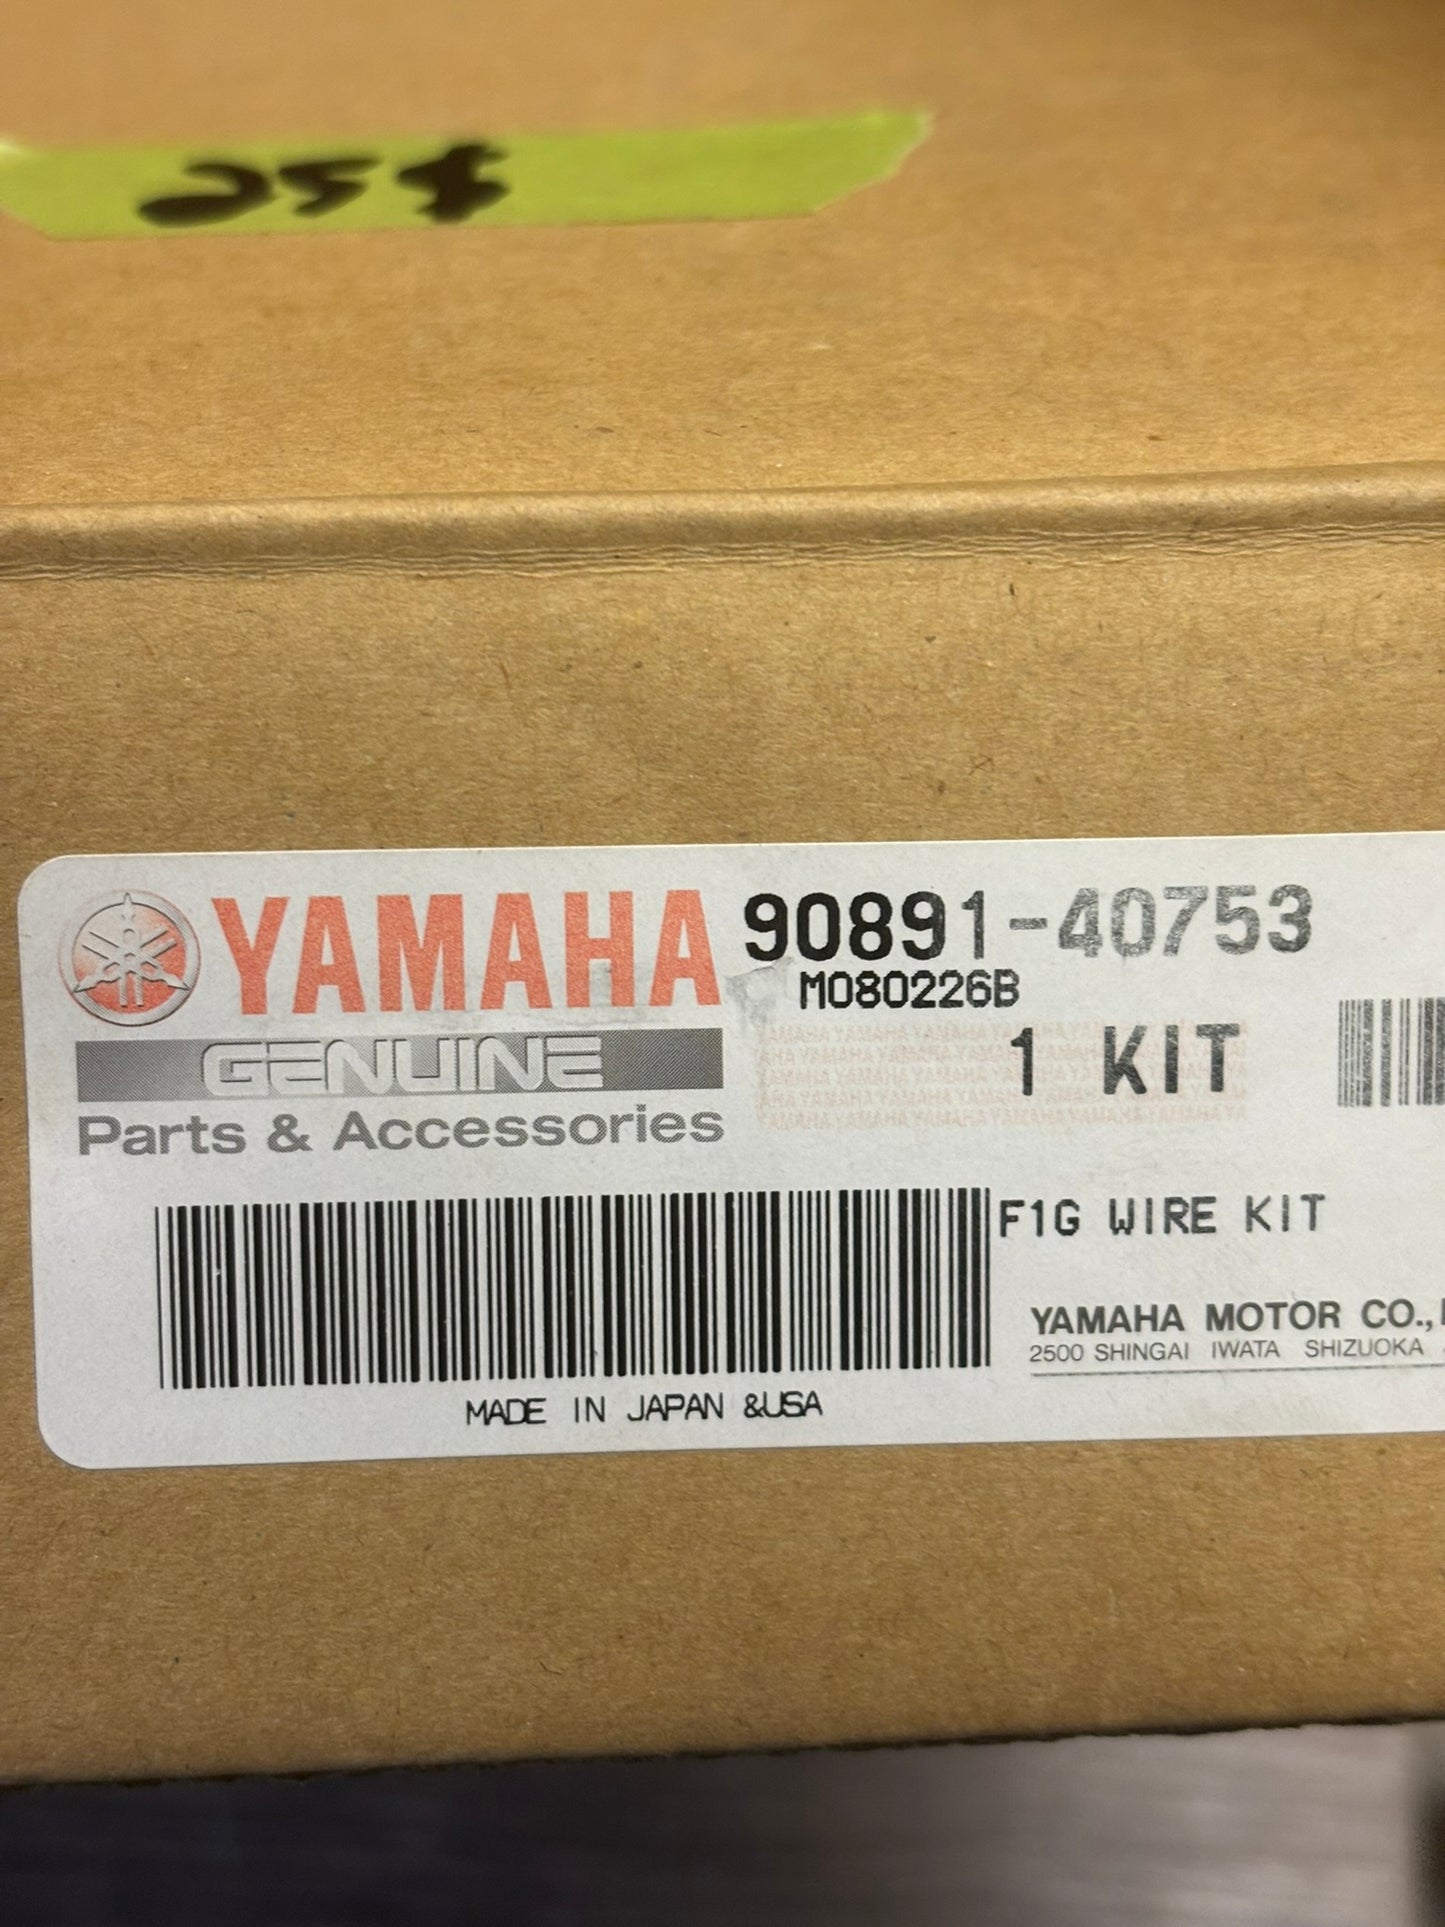 25$
YAMAHA
GENUINE
Parts & Accessories
90891-40753
M080226B
1 KIT
F1G WIRE KIT
YAMAHA MOTOR CO.,
2500 SHINGAI IWATA SHIZUOKA
MADE IN JAPAN &USA